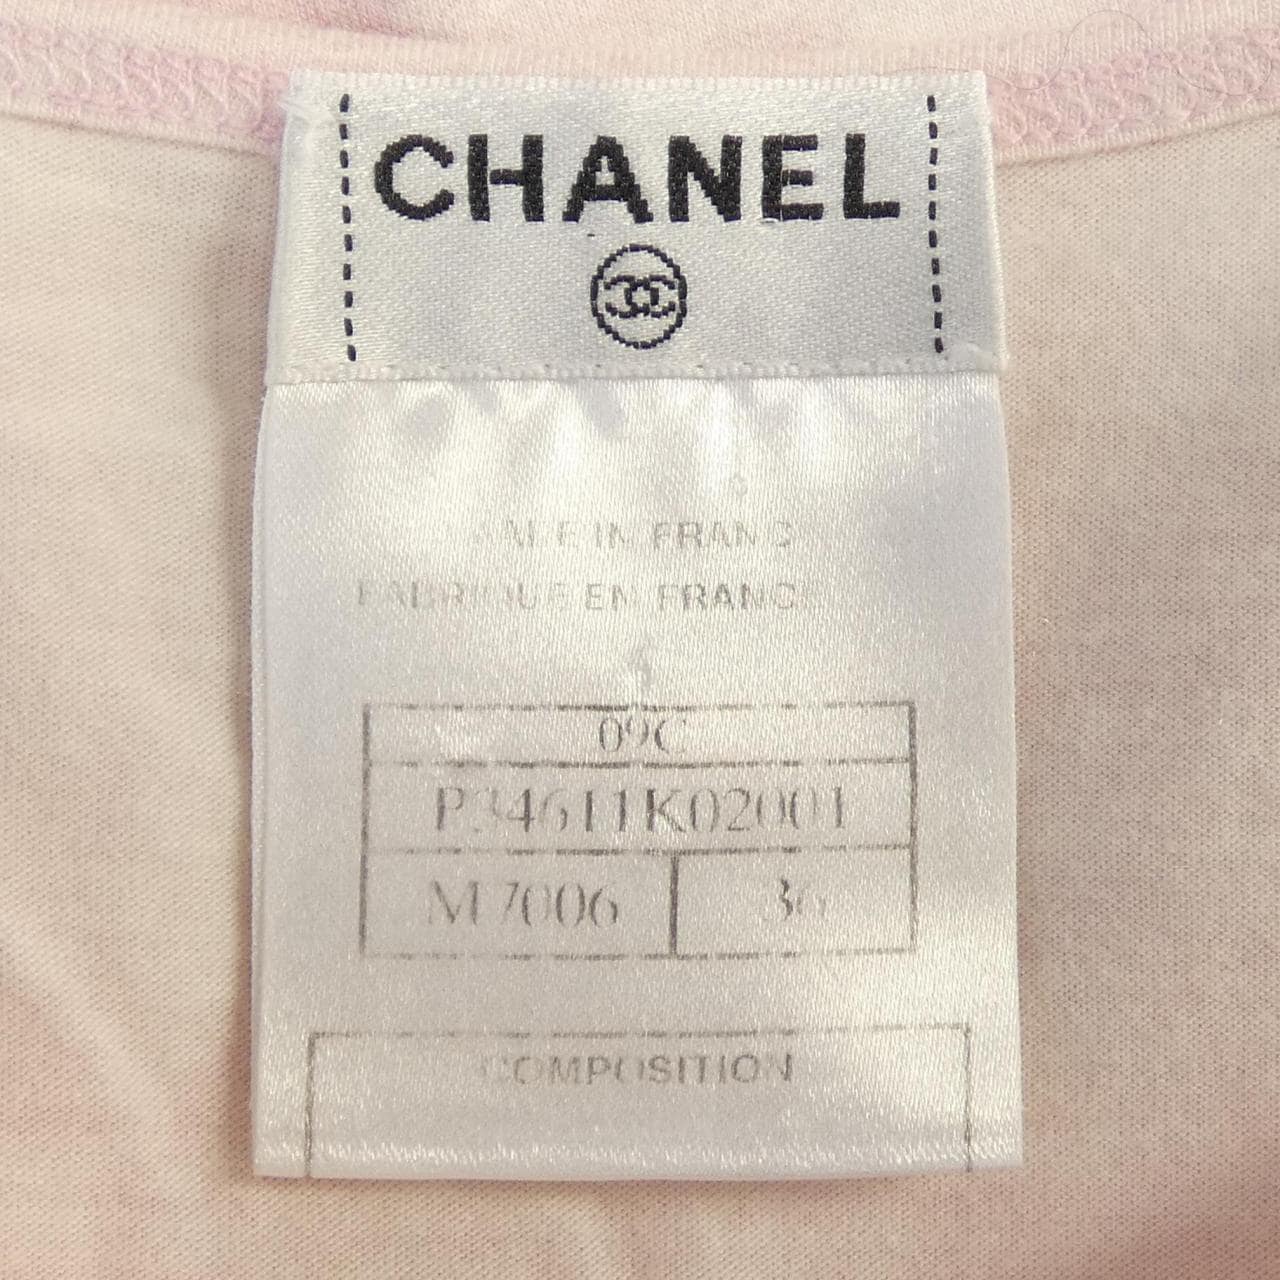 CHANEL
MADE IN FRANCE
FABRIQUE EN FRANCE
09C
P34611K02001
M7006 36
COMPOSITION